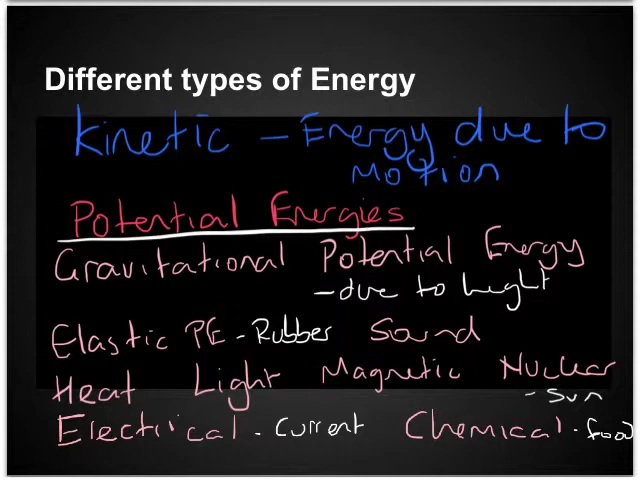 Different types of Energy
Kinetic - Energy due to
Motion
Potential Energies
Gravitational Potential Energy
- due to height
Elastic PE - Rubber Sound
Heat Light Magnetic Nuclear
- Sun
Electrical - Current Chemical - food